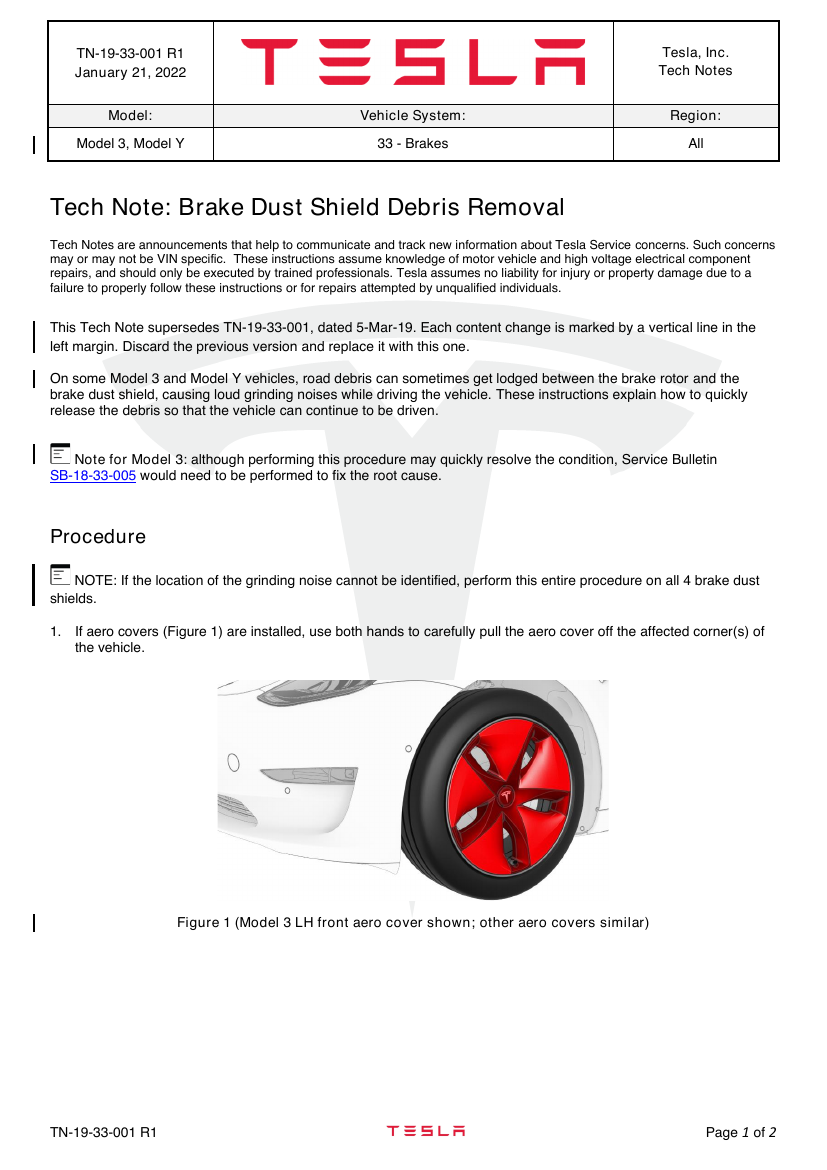 TN-19-33-001 R1
January 21, 2022
TESLA
Tesla, Inc.
Tech Notes
Model:
Vehicle System:
Region:
Model 3, Model Y
33 - Brakes
All
Tech Note: Brake Dust Shield Debris Removal
Tech Notes are announcements that help to communicate and track new information about Tesla Service concerns. Such concerns
may or may not be VIN specific.  These instructions assume knowledge of motor vehicle and high voltage electrical component
repairs, and should only be executed by trained professionals. Tesla assumes no liability for injury or property damage due to a
failure to properly follow these instructions or for repairs attempted by unqualified individuals.
This Tech Note supersedes TN-19-33-001, dated 5-Mar-19. Each content change is marked by a vertical line in the
left margin. Discard the previous version and replace it with this one.
On some Model 3 and Model Y vehicles, road debris can sometimes get lodged between the brake rotor and the
brake dust shield, causing loud grinding noises while driving the vehicle. These instructions explain how to quickly
release the debris so that the vehicle can continue to be driven.
Note for Model 3: although performing this procedure may quickly resolve the condition, Service Bulletin
SB-18-33-005 would need to be performed to fix the root cause.
Procedure
NOTE: If the location of the grinding noise cannot be identified, perform this entire procedure on all 4 brake dust
shields.
1. If aero covers (Figure 1) are installed, use both hands to carefully pull the aero cover off the affected corner(s) of
the vehicle.
Figure 1 (Model 3 LH front aero cover shown; other aero covers similar)
TN-19-33-001 R1
TESLA
Page 1 of 2